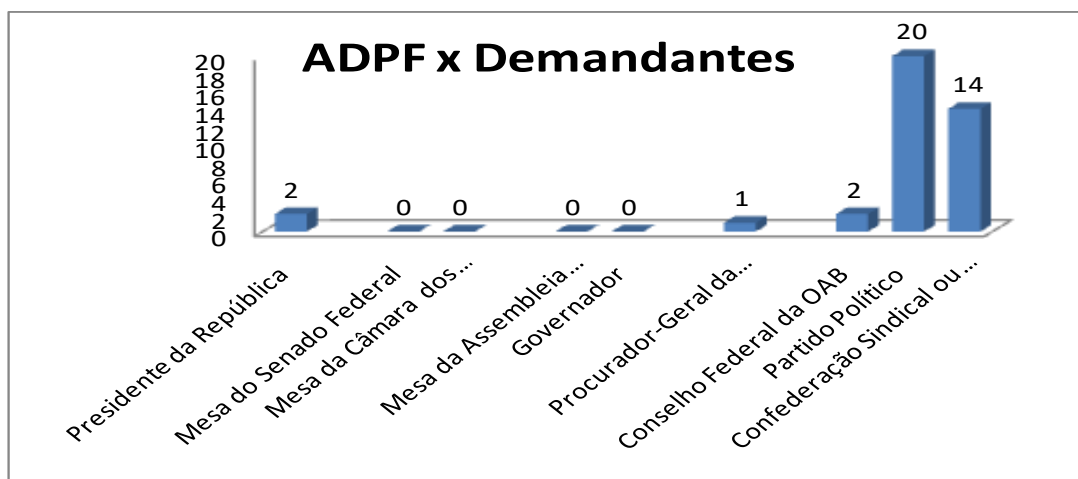 ADPF x Demandantes
20
18
16
14
12
10
8
6
4
2
0
2
0
0
0
0
1
2
20
14
Presidente da República
Mesa do Senado Federal
Mesa da Câmara dos...
Mesa da Assembleia...
Governador
Procurador-Geral da...
Conselho Federal da OAB
Partido Político
Confederação Sindical ou...